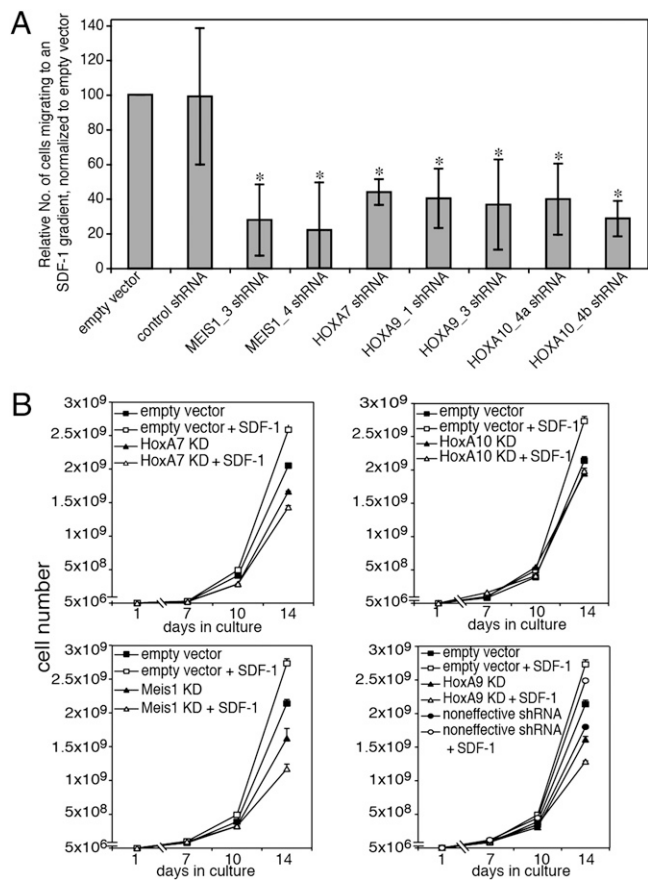 A
Relative No. of cells migrating to an
SDF-1 gradient, normalized to empty vector
140
120
100
80
60
40
20
0
*
*
*
*
*
*
*
empty vector
control shRNA
MEIS1_3 shRNA
MEIS1_4 shRNA
HOXA7 shRNA
HOXA9_1 shRNA
HOXA9_3 shRNA
HOXA10_4a shRNA
HOXA10_4b shRNA
B
cell number
3x10⁹
2.5x10⁹
1.5x10⁹
5x10⁸
5x10⁶
empty vector
empty vector + SDF-1
HoxA7 KD
HoxA7 KD + SDF-1
1 7 10 14
days in culture
3x10⁹
2.5x10⁹
1.5x10⁹
5x10⁸
5x10⁶
empty vector
empty vector + SDF-1
HoxA10 KD
HoxA10 KD + SDF-1
1 7 10 14
days in culture
3x10⁹
2.5x10⁹
1.5x10⁹
5x10⁸
5x10⁶
empty vector
empty vector + SDF-1
Meis1 KD
Meis1 KD + SDF-1
1 7 10 14
days in culture
3x10⁹
2.5x10⁹
1.5x10⁹
5x10⁸
5x10⁶
empty vector
empty vector + SDF-1
HoxA9 KD
HoxA9 KD + SDF-1
noneffective shRNA
noneffective shRNA
+ SDF-1
1 7 10 14
days in culture